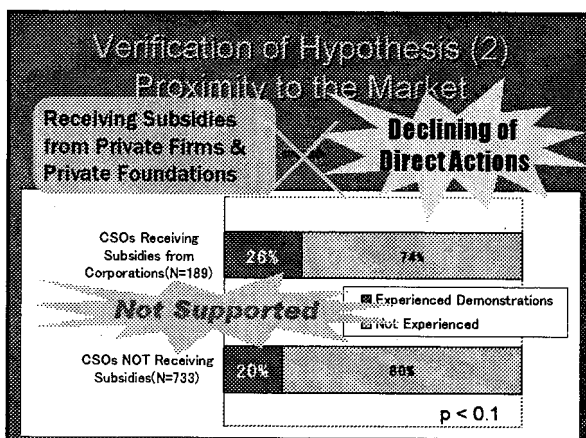 Verification of Hypothesis (2)
Proximity to the Market
Receiving Subsidies
from Private Firms &
Private Foundations
Declining of
Direct Actions
CSOs Receiving
Subsidies from
Corporations(N=189)
26%
74%
Not Supported
Experienced Demonstrations
Not Experienced
CSOs NOT Receiving
Subsidies(N=733)
20%
80%
p < 0.1